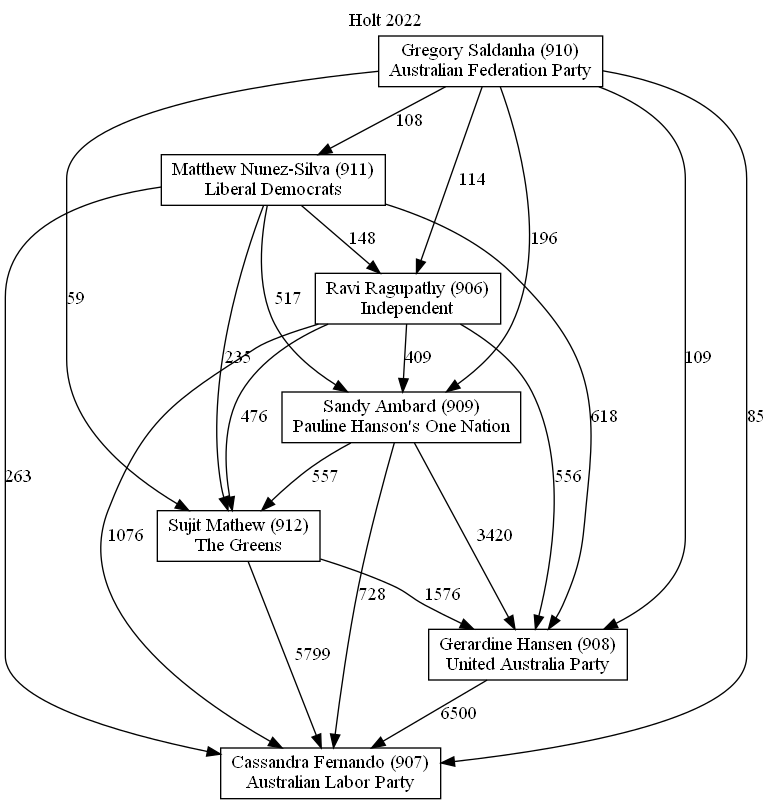 Holt 2022
Gregory Saldanha (910)
Australian Federation Party
108
Matthew Nunez-Silva (911)
Liberal Democrats
114
148
196
Ravi Ragupathy (906)
Independent
59
517
235
409
109
618
85
Sandy Ambard (909)
Pauline Hanson's One Nation
476
263
557
556
Sujit Mathew (912)
The Greens
1076
3420
728
1576
Gerardine Hansen (908)
United Australia Party
5799
6500
Cassandra Fernando (907)
Australian Labor Party